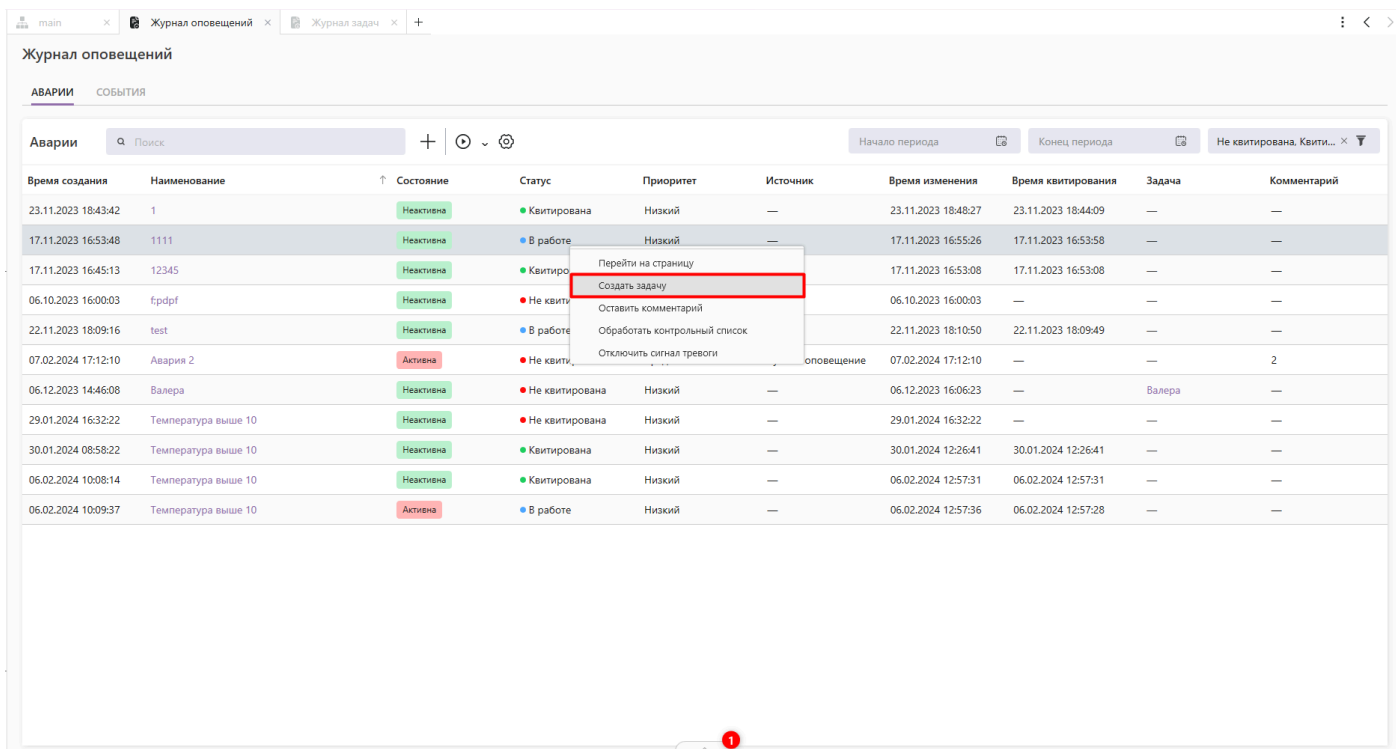 main × Журнал оповещений × Журнал задач × +
Журнал оповещений
АВАРИИ СОБЫТИЯ
Аварии Поиск Начало периода Конец периода Не квитирована, Квити... ×
Время создания Наименование ↑ Состояние Статус Приоритет Источник Время изменения Время квитирования Задача Комментарий
23.11.2023 18:43:42 1 Неактивна Квитирована Низкий — 23.11.2023 18:48:27 23.11.2023 18:44:09 — —
17.11.2023 16:53:48 1111 Неактивна В работе Низкий — 17.11.2023 16:55:26 17.11.2023 16:53:58 — —
Перейти на страницу
17.11.2023 16:45:13 12345 Неактивна Квитиро 17.11.2023 16:53:08 17.11.2023 16:53:08 — —
Создать задачу
06.10.2023 16:00:03 f;pdpf Неактивна Не квити 06.10.2023 16:00:03 — — —
Оставить комментарий
22.11.2023 18:09:16 test Неактивна В работе 22.11.2023 18:10:50 22.11.2023 18:09:49 — —
Обработать контрольный список
Отключить сигнал тревоги
07.02.2024 17:12:10 Авария 2 Активна Не квити оповещение 07.02.2024 17:12:10 — — 2
06.12.2023 14:46:08 Валера Неактивна Не квитирована Низкий — 06.12.2023 16:06:23 — Валера —
29.01.2024 16:32:22 Температура выше 10 Неактивна Не квитирована Низкий — 29.01.2024 16:32:22 — — —
30.01.2024 08:58:22 Температура выше 10 Неактивна Квитирована Низкий — 30.01.2024 12:26:41 30.01.2024 12:26:41 — —
06.02.2024 10:08:14 Температура выше 10 Неактивна Квитирована Низкий — 06.02.2024 12:57:31 06.02.2024 12:57:31 — —
06.02.2024 10:09:37 Температура выше 10 Активна В работе Низкий — 06.02.2024 12:57:36 06.02.2024 12:57:28 — —
1